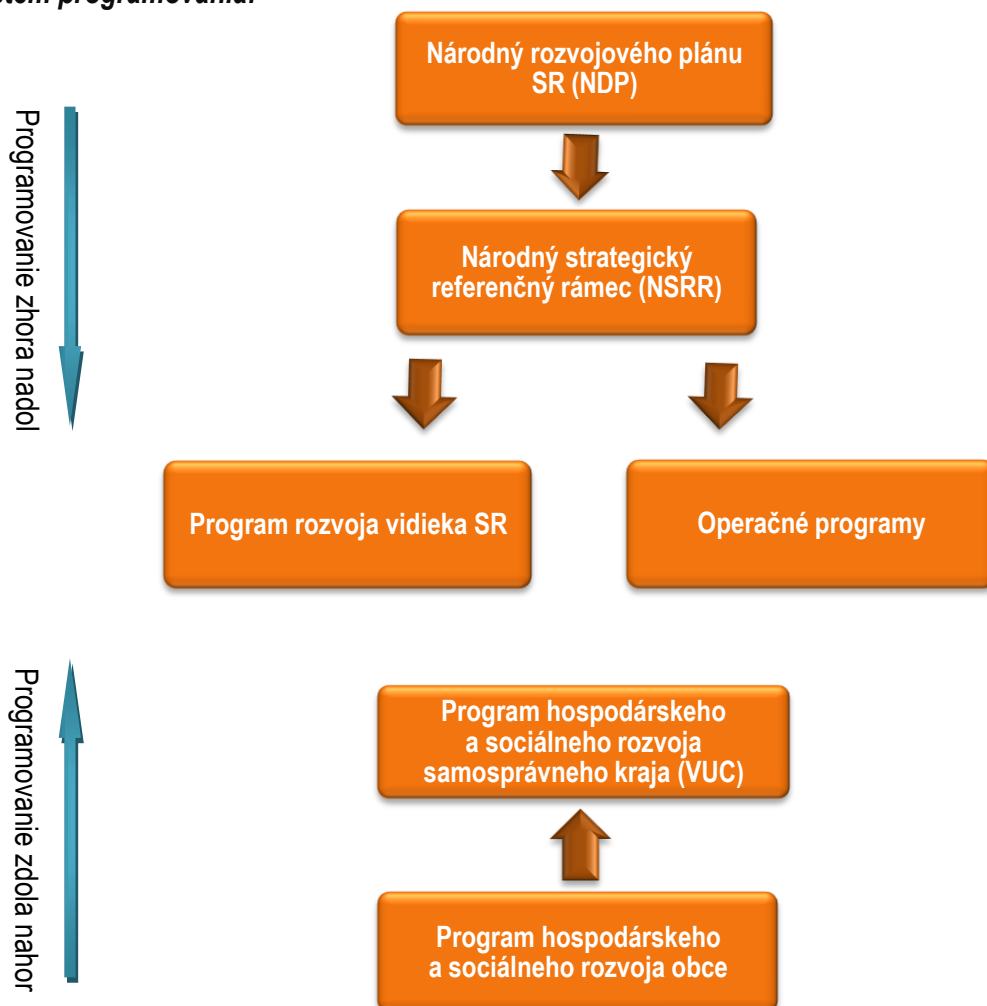 programovania:
Národný rozvojového plánu
SR (NDP)
Programovanie zhora nadol
Národný strategický
referenčný rámec (NSRR)
Program rozvoja vidieka SR
Operačné programy
Programovanie zdola nahor
Program hospodárskeho
a sociálneho rozvoja
samosprávneho kraja (VUC)
Program hospodárskeho
a sociálneho rozvoja obce